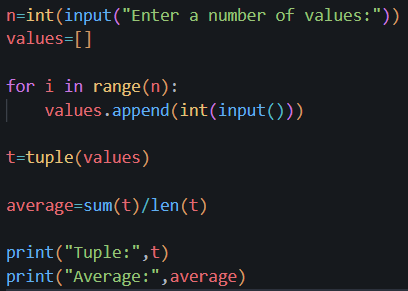 n=int(input("Enter a number of values:"))
values=[]
for i in range(n):
    values.append(int(input()))
t=tuple(values)
average=sum(t)/len(t)
print("Tuple:",t)
print("Average:",average)